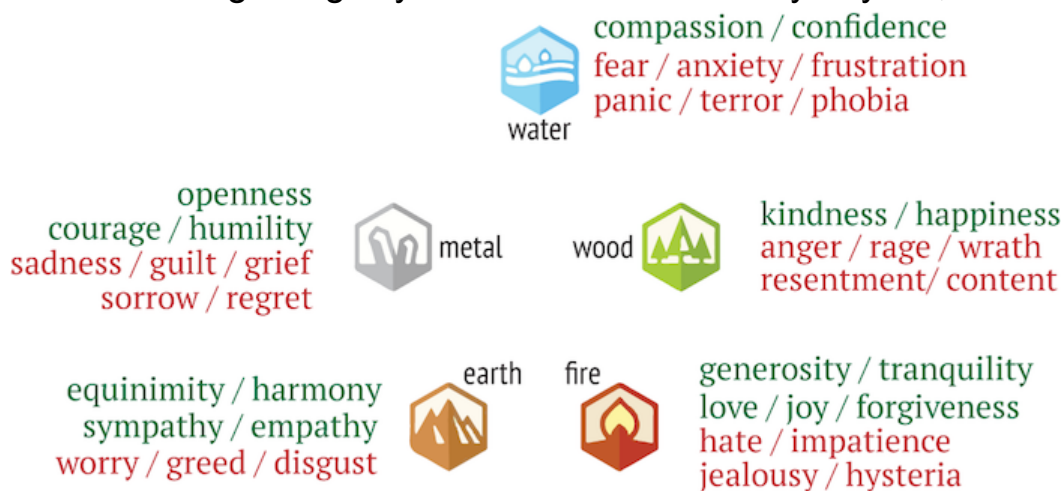 compassion / confidence
fear / anxiety / frustration
panic / terror / phobia
water
openness
courage / humility
sadness / guilt / grief
sorrow / regret
metal
wood
kindness / happiness
anger / rage / wrath
resentment/ content
earth
equinimity / harmony
sympathy / empathy
worry / greed / disgust
fire
generosity / tranquility
love / joy / forgiveness
hate / impatience
jealousy / hysteria